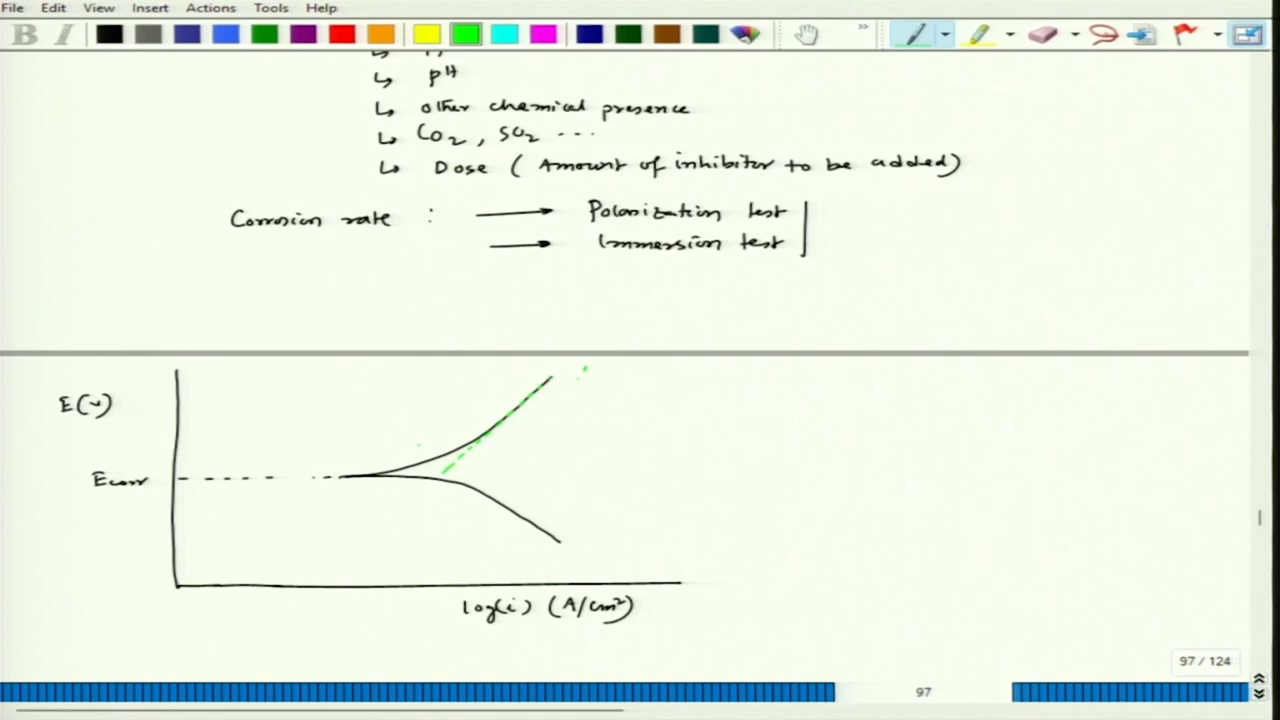 File Edit View Insert Actions Tools Help
B I
↳ pH
↳ other chemical presence
↳ CO2, SO2 ...
↳ Dose (Amount of inhibitor to be added)
Corrosion rate : → Polarization test
→ Immersion test
E(v)
Ecorr
log(i) (A/cm²)
97 / 124
97